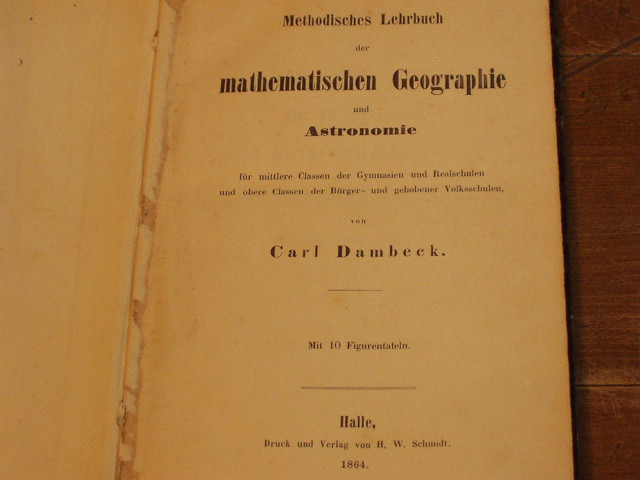 Methodisches Lehrbuch
der
mathematischen Geographie
und
Astronomie
für mittlere Classen der Gymnasien und Realschulen
und obere Classen der Bürger- und gehobener Volksschulen,
von
Carl Dambeck.
Mit 10 Figurentafeln.
Halle,
Druck und Verlag von H. W. Schmidt.
1864.